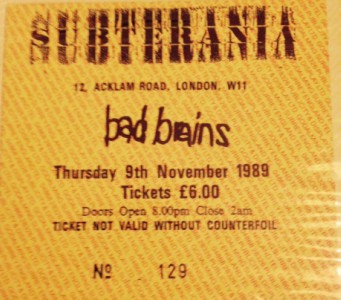 SUBTERANIA
12, ACKLAM ROAD, LONDON, W11
bad brains
Thursday 9th November 1989
Tickets £6.00
Doors Open 8.00pm Close 2am
TICKET NOT VALID WITHOUT COUNTERFOIL
Nº 129